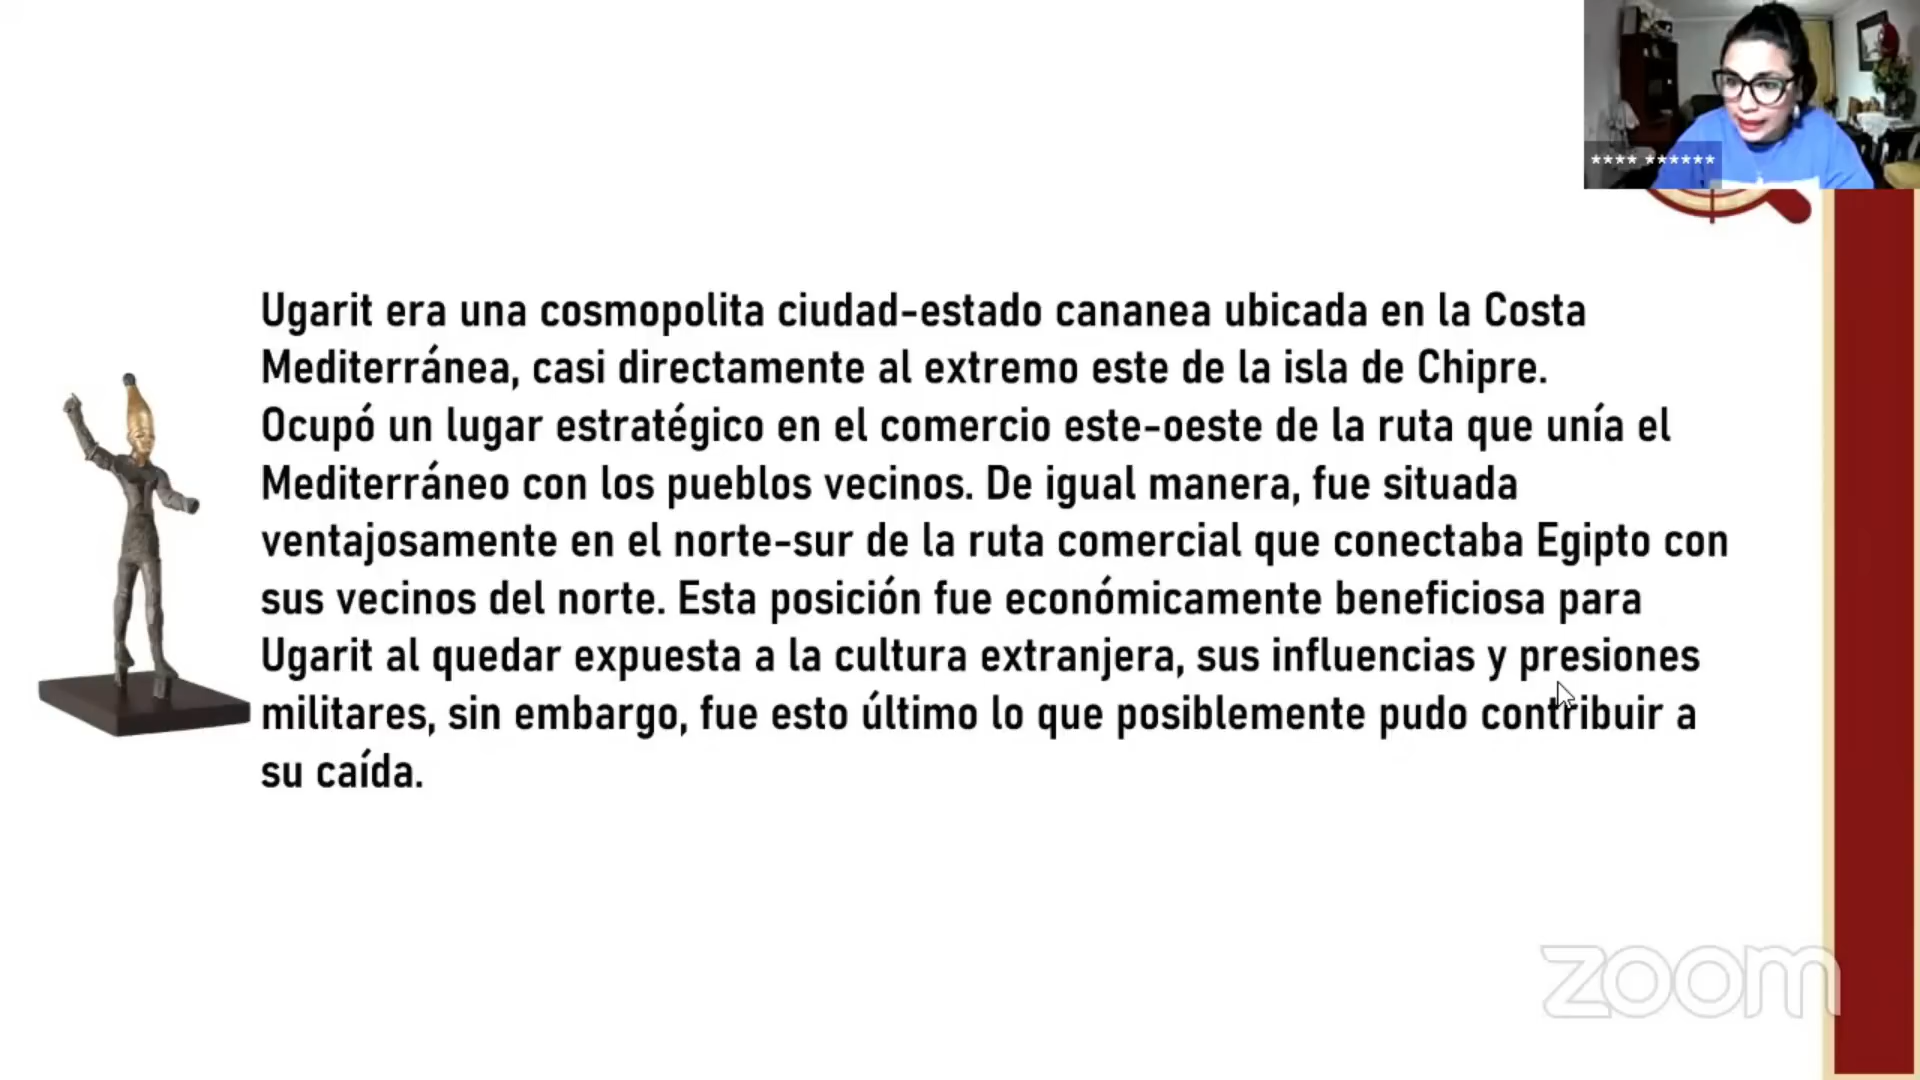 **** ******
Ugarit era una cosmopolita ciudad-estado cananea ubicada en la Costa
Mediterránea, casi directamente al extremo este de la isla de Chipre.
Ocupó un lugar estratégico en el comercio este-oeste de la ruta que unía el
Mediterráneo con los pueblos vecinos. De igual manera, fue situada
ventajosamente en el norte-sur de la ruta comercial que conectaba Egipto con
sus vecinos del norte. Esta posición fue económicamente beneficiosa para
Ugarit al quedar expuesta a la cultura extranjera, sus influencias y presiones
militares, sin embargo, fue esto último lo que posiblemente pudo contribuir a
su caída.
zoom